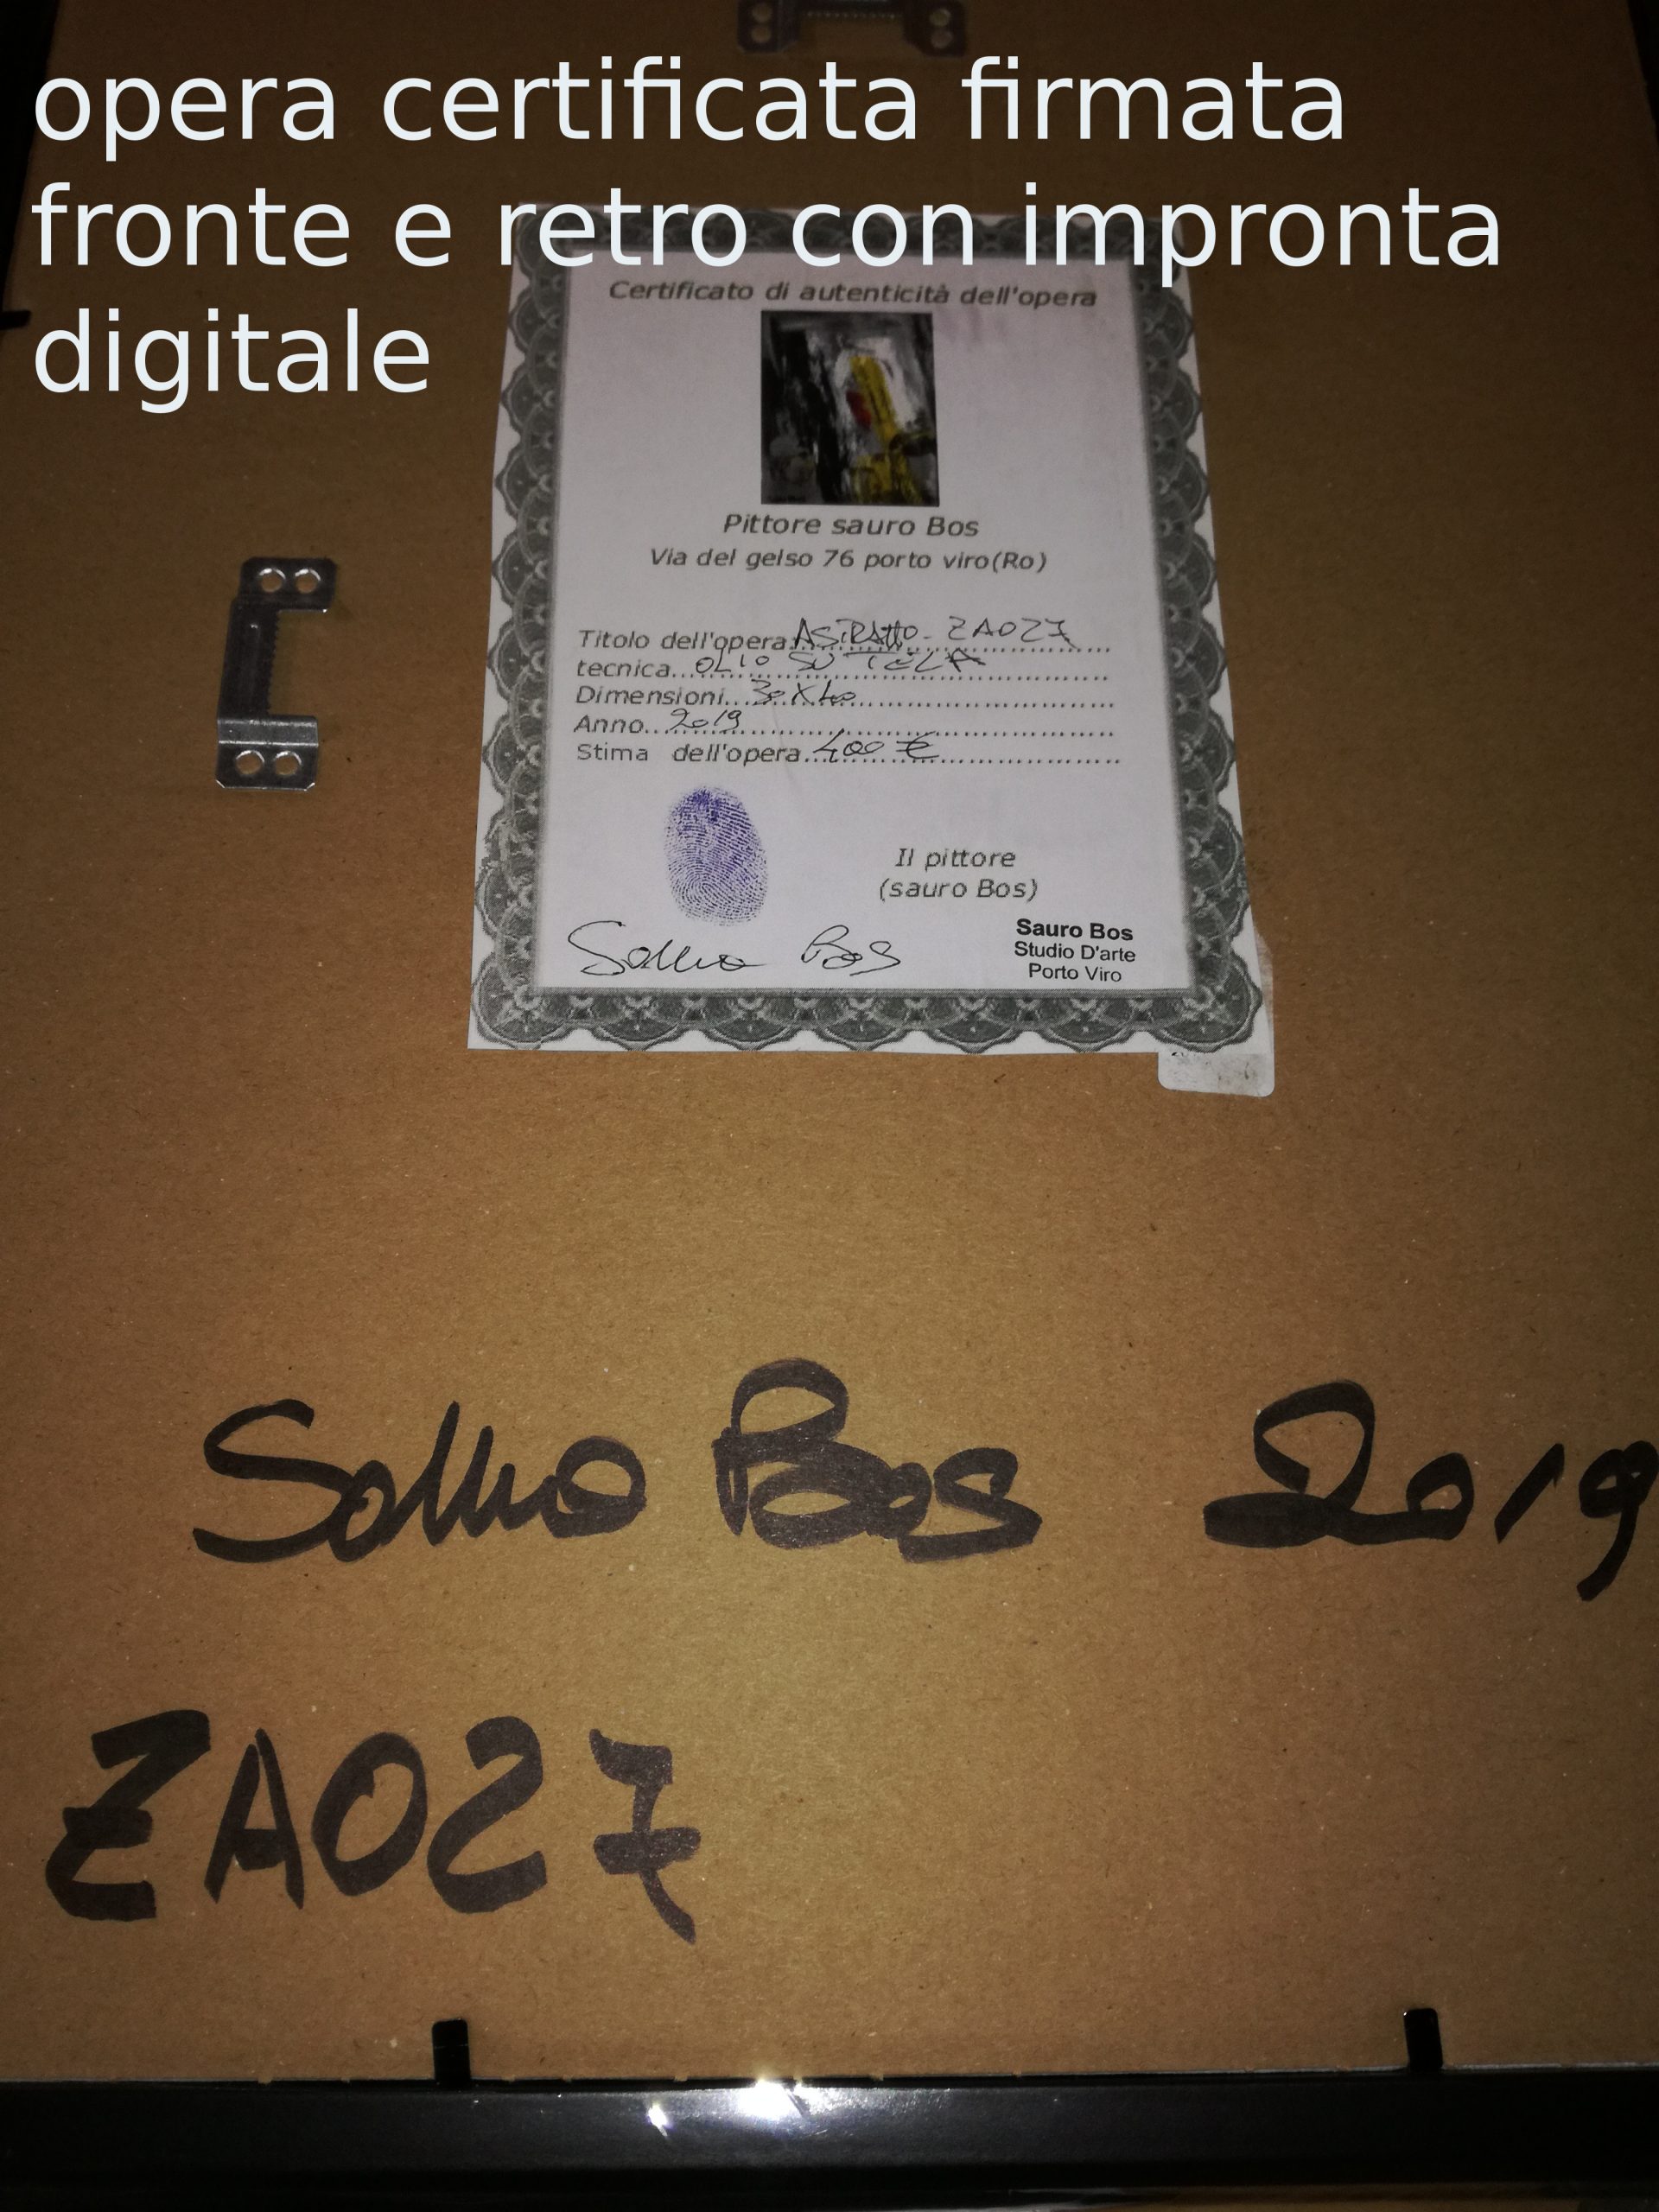 opera certificata firmata
fronte e retro con impronta
digitale
Certificato di autenticità dell'opera
Pittore sauro Bos
Via del gelso 76 porto viro(Ro)
Titolo dell'opera: ASTRAtto - ZA027
tecnica... OLIO SU TELA
Dimensioni... 30X40
Anno.. 2019
Stima dell'opera... 400 €
Il pittore
(sauro Bos)
Sauro Bos
Sauro Bos
Studio D'arte
Porto Viro
Sauro Bos 2019
ZA027